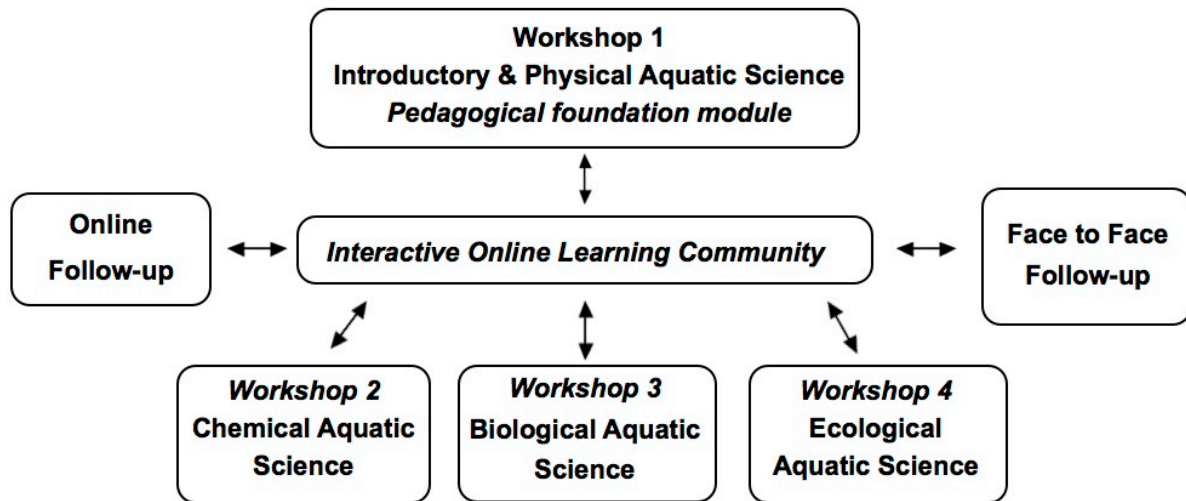 Workshop 1
Introductory & Physical Aquatic Science
Pedagogical foundation module
Online
Follow-up
Interactive Online Learning Community
Face to Face
Follow-up
Workshop 2
Chemical Aquatic
Science
Workshop 3
Biological Aquatic
Science
Workshop 4
Ecological
Aquatic Science